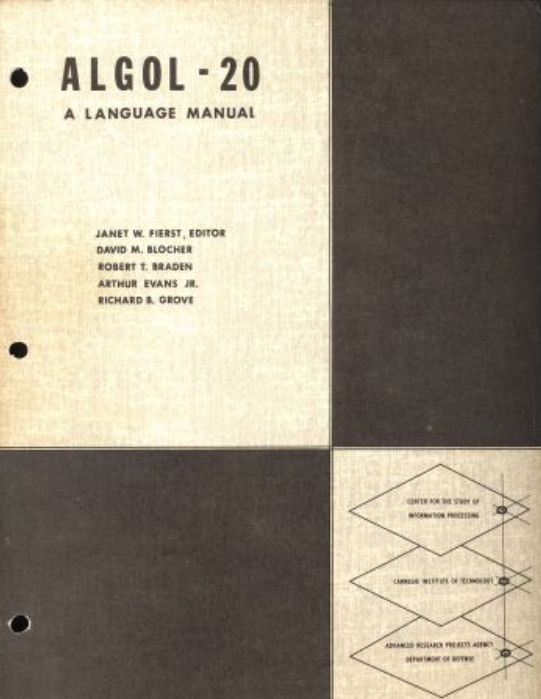 ALGOL - 20
A LANGUAGE MANUAL
JANET W. FIERST, EDITOR
DAVID M. BLOCHER
ROBERT T. BRADEN
ARTHUR EVANS JR.
RICHARD B. GROVE
CENTER FOR THE STUDY OF
INFORMATION PROCESSING
CARNEGIE INSTITUTE OF TECHNOLOGY
ADVANCED RESEARCH PROJECTS AGENCY
DEPARTMENT OF DEFENSE